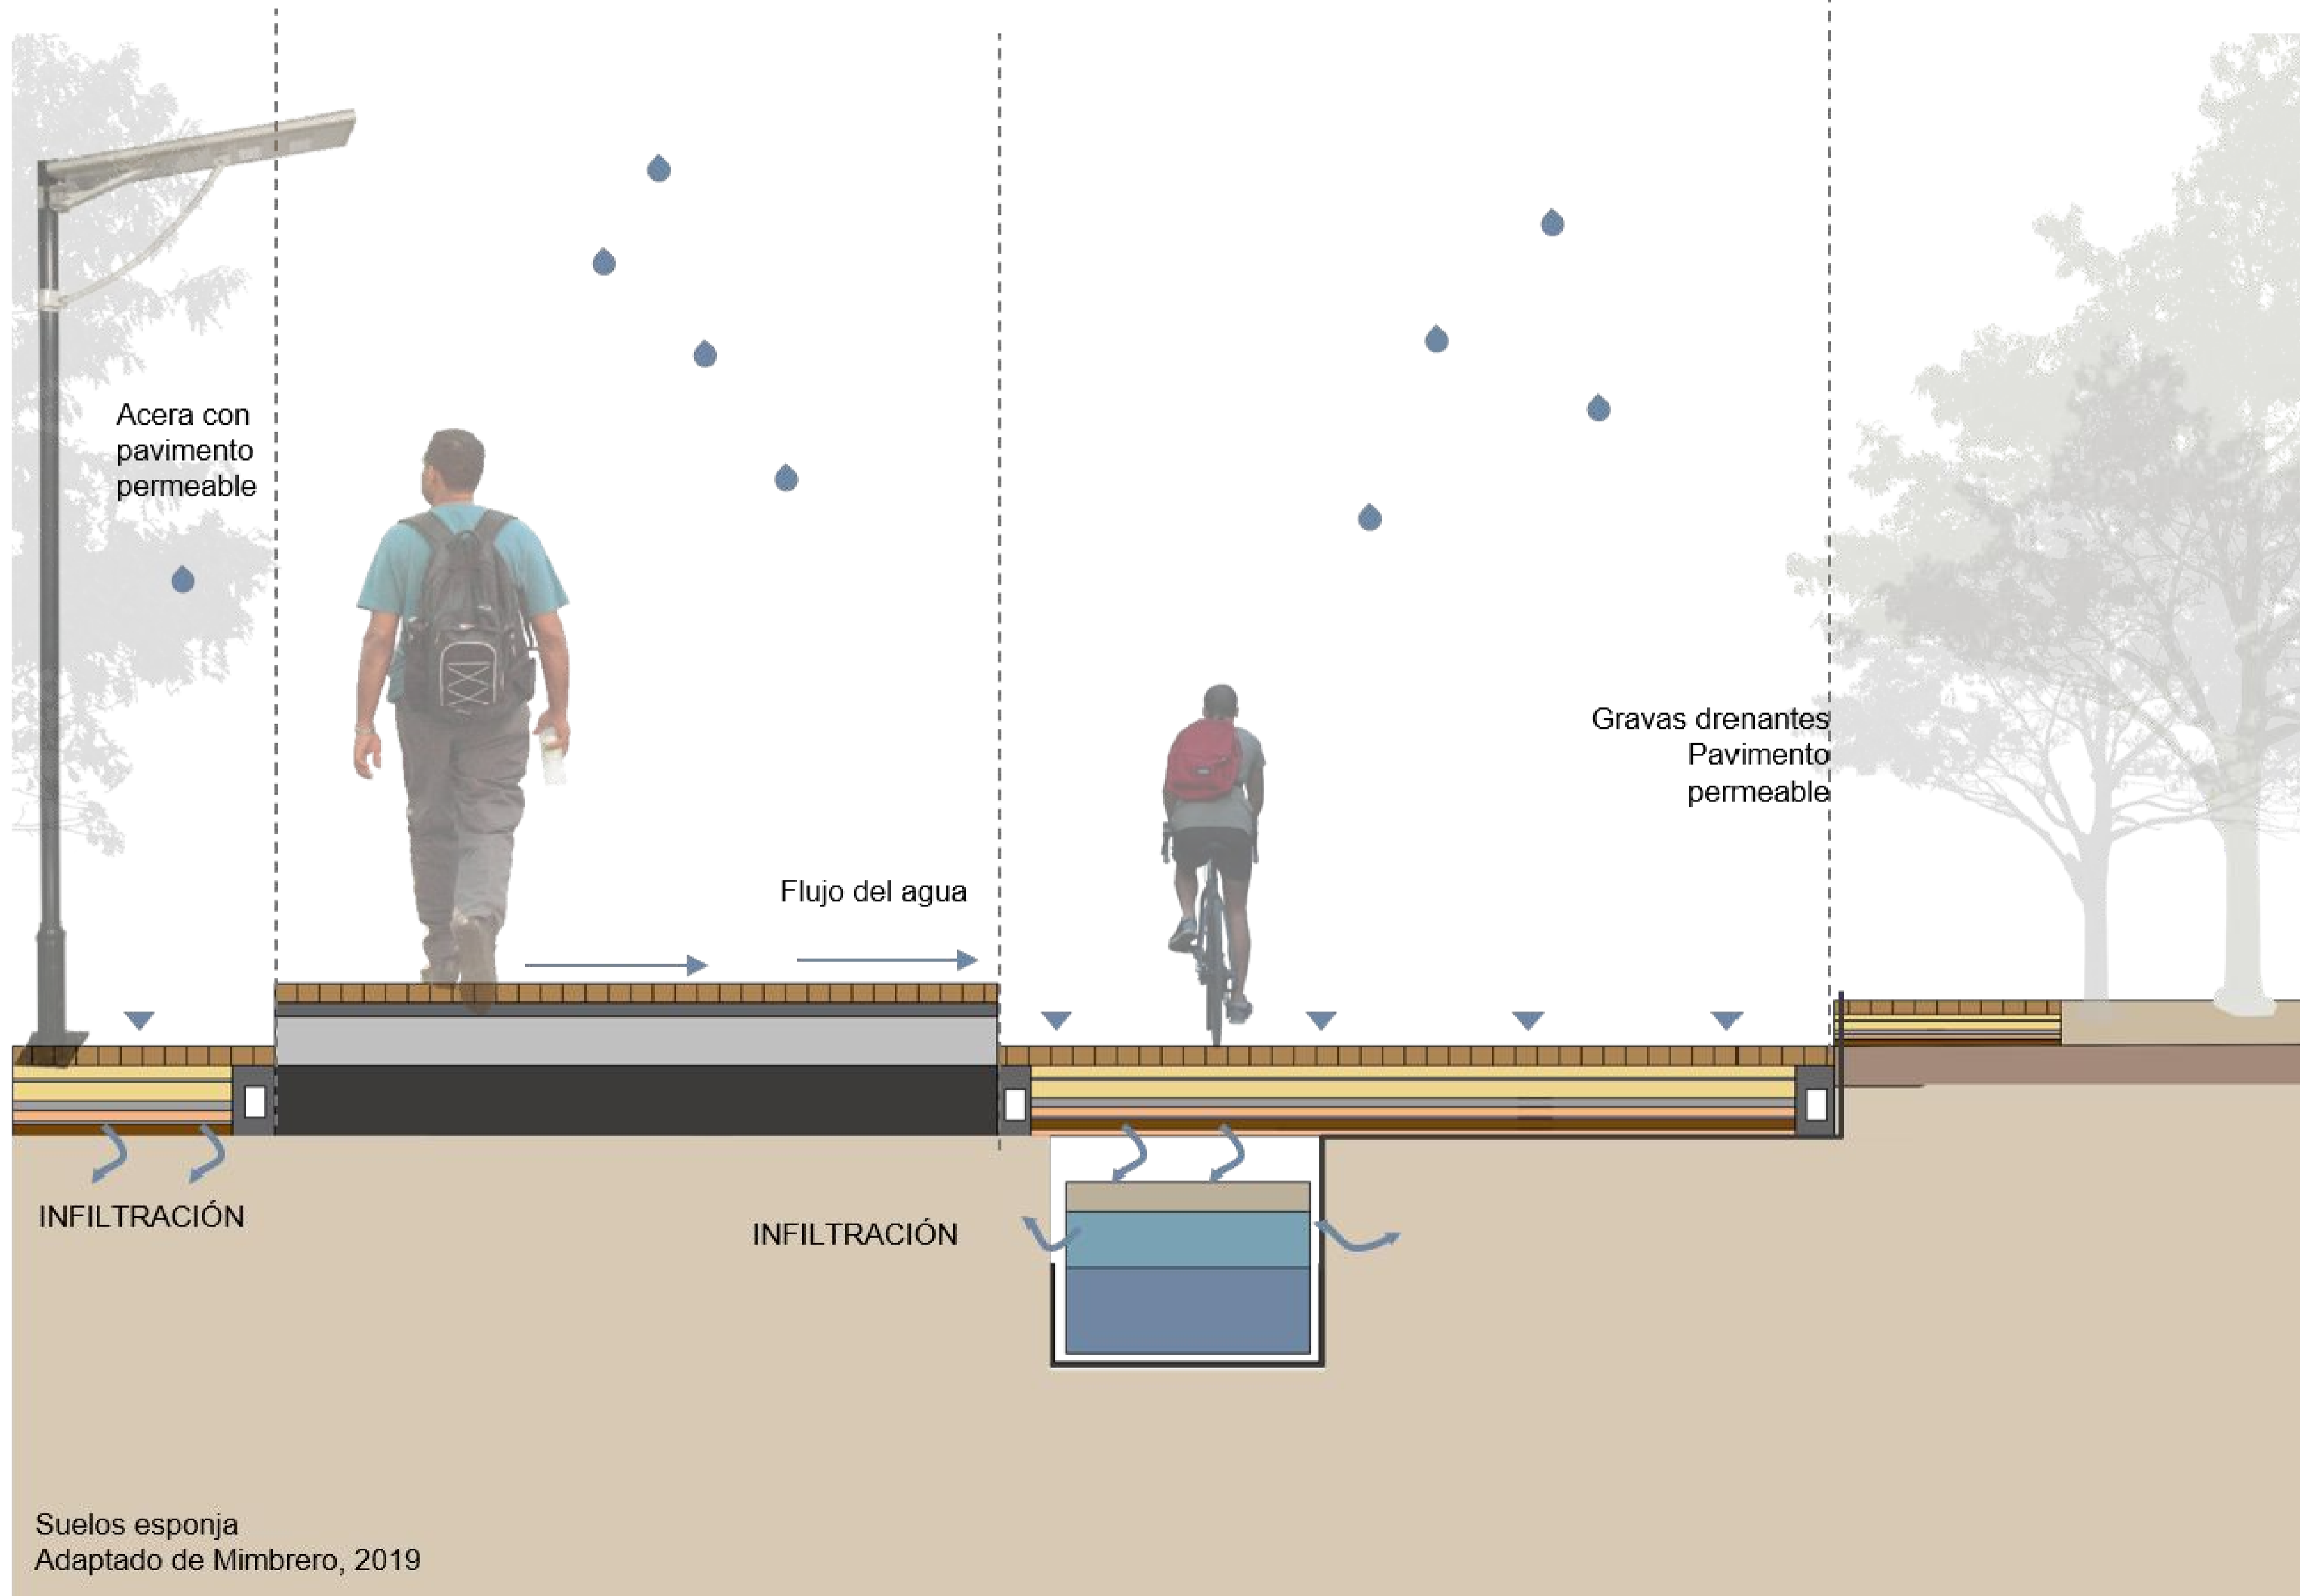 Acera con
pavimento
permeable
Gravas drenantes
Pavimento
permeable
Flujo del agua
INFILTRACIÓN
INFILTRACIÓN
Suelos esponja
Adaptado de Mimbrero, 2019